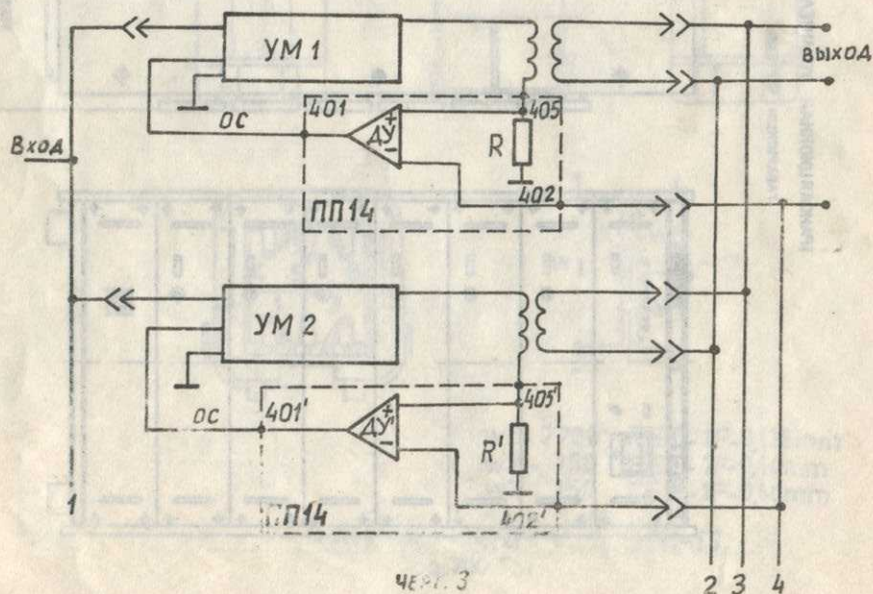 УМ 1
ВЫХОД
ОС
401
ДУ
+
-
405
R
Вход
402
ПП14
УМ 2
ОС
401'
ДУ'
+
-
405'
R'
1
ПП14
402'
ЧЕРТ. 3
2 3 4